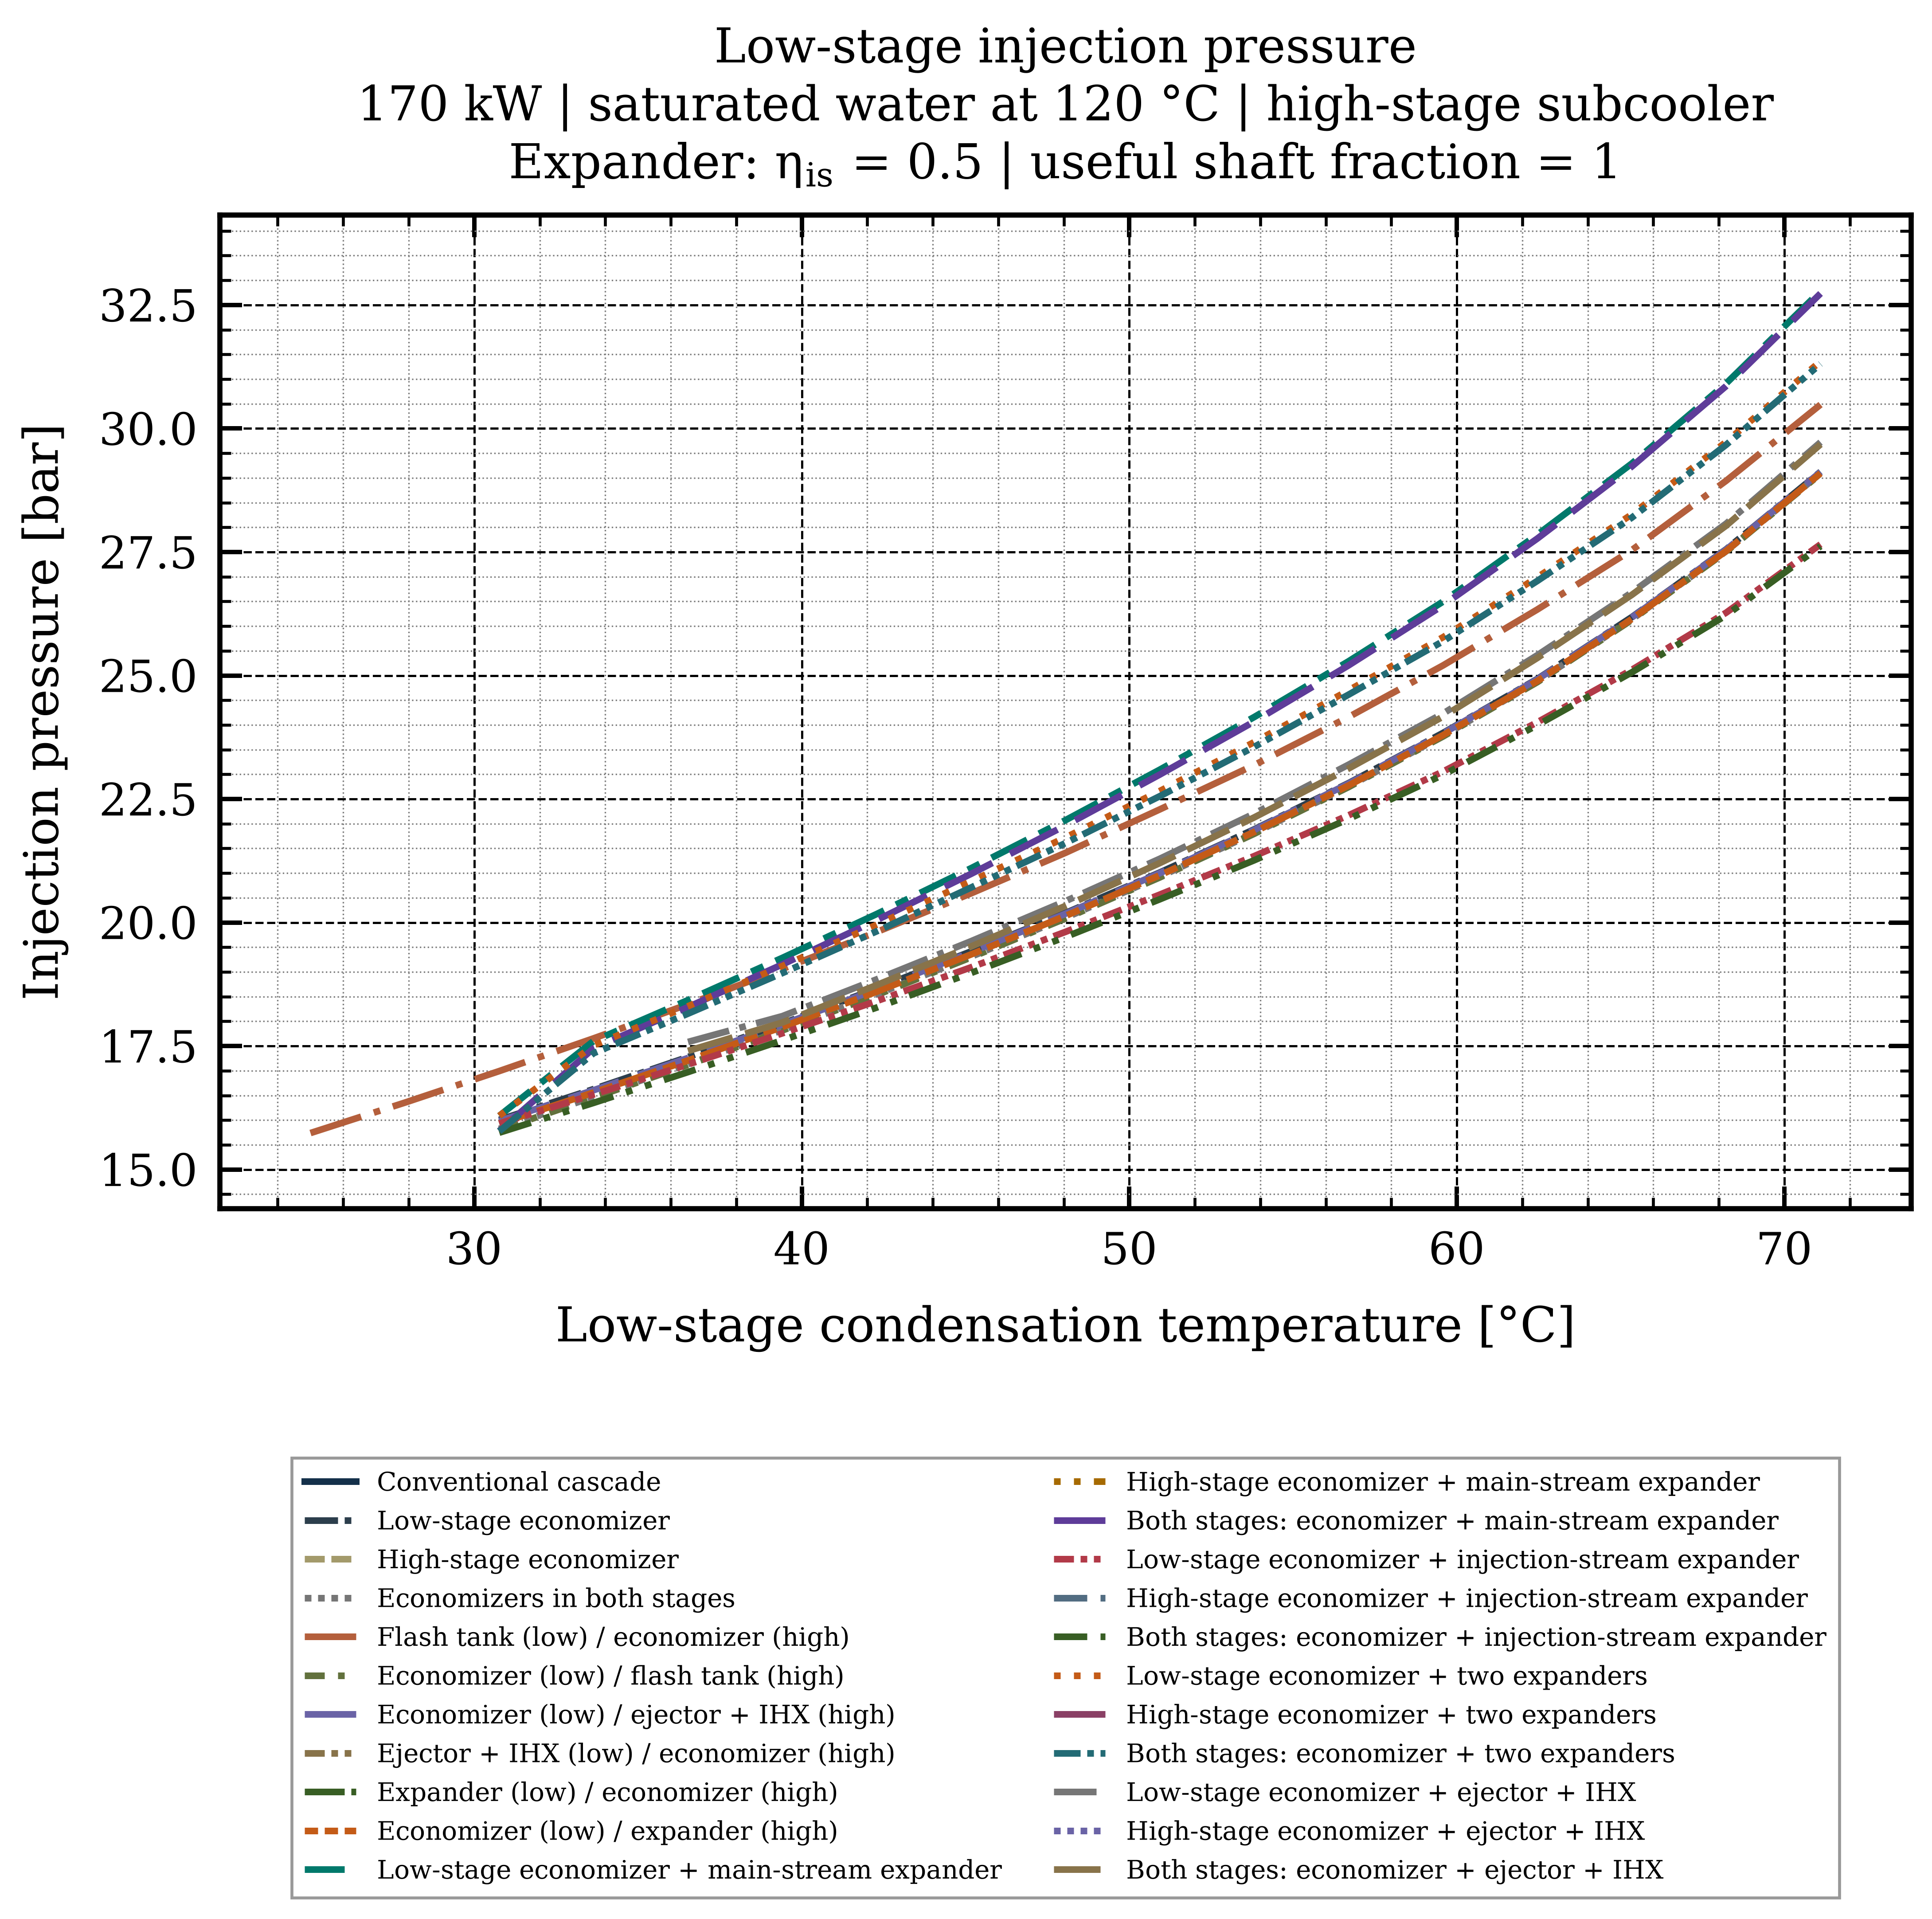 Low-stage injection pressure
170 kW | saturated water at 120 °C | high-stage subcooler
Expander: ηis = 0.5 | useful shaft fraction = 1
Injection pressure [bar]
32.5
30.0
27.5
25.0
22.5
20.0
17.5
15.0
30 40 50 60 70
Low-stage condensation temperature [°C]
Conventional cascade
Low-stage economizer
High-stage economizer
Economizers in both stages
Flash tank (low) / economizer (high)
Economizer (low) / flash tank (high)
Economizer (low) / ejector + IHX (high)
Ejector + IHX (low) / economizer (high)
Expander (low) / economizer (high)
Economizer (low) / expander (high)
Low-stage economizer + main-stream expander
High-stage economizer + main-stream expander
Both stages: economizer + main-stream expander
Low-stage economizer + injection-stream expander
High-stage economizer + injection-stream expander
Both stages: economizer + injection-stream expander
Low-stage economizer + two expanders
High-stage economizer + two expanders
Both stages: economizer + two expanders
Low-stage economizer + ejector + IHX
High-stage economizer + ejector + IHX
Both stages: economizer + ejector + IHX